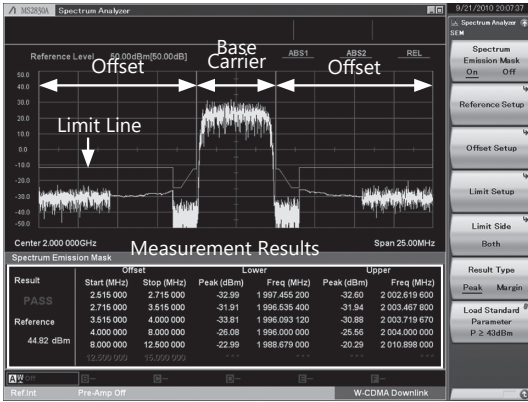 MS2830A Spectrum Analyzer
9/21/2010 20:07:37
Spectrum Analyzer
SEM
Spectrum
Emission Mask
On Off
Reference Setup
Offset Setup
Limit Setup
Limit Side
Both
Result Type
Peak Margin
Load Standard
Parameter
P ≥ 43dBm
Reference Level 60.00dBm[50.00dB]
ABS1 ABS2 REL
Offset
Base
Carrier
Offset
Limit Line
50.0
40.0
30.0
20.0
10.0
0.0
-10.0
-20.0
-30.0
-40.0
-50.0
Center 2.000 000GHz
Span 25.00MHz
Measurement Results
Spectrum Emission Mask
Result
PASS
Reference
44.82 dBm
Offset Lower Upper
Start (MHz) Stop (MHz) Peak (dBm) Freq (MHz) Peak (dBm) Freq (MHz)
2.515 000 2.715 000 -32.99 1 997.455 200 -32.60 2 002.619 600
2.715 000 3.515 000 -31.91 1 996.535 400 -31.94 2 003.467 800
3.515 000 4.000 000 -33.81 1 996.093 120 -30.88 2 003.719 670
4.000 000 8.000 000 -26.08 1 996.000 000 -25.56 2 004.000 000
8.000 000 12.500 000 -22.99 1 988.679 000 -20.29 2 010.898 000
12.500 000 15.000 000 *** *** *** ***
Off
Ref.Int Pre-Amp Off
W-CDMA Downlink